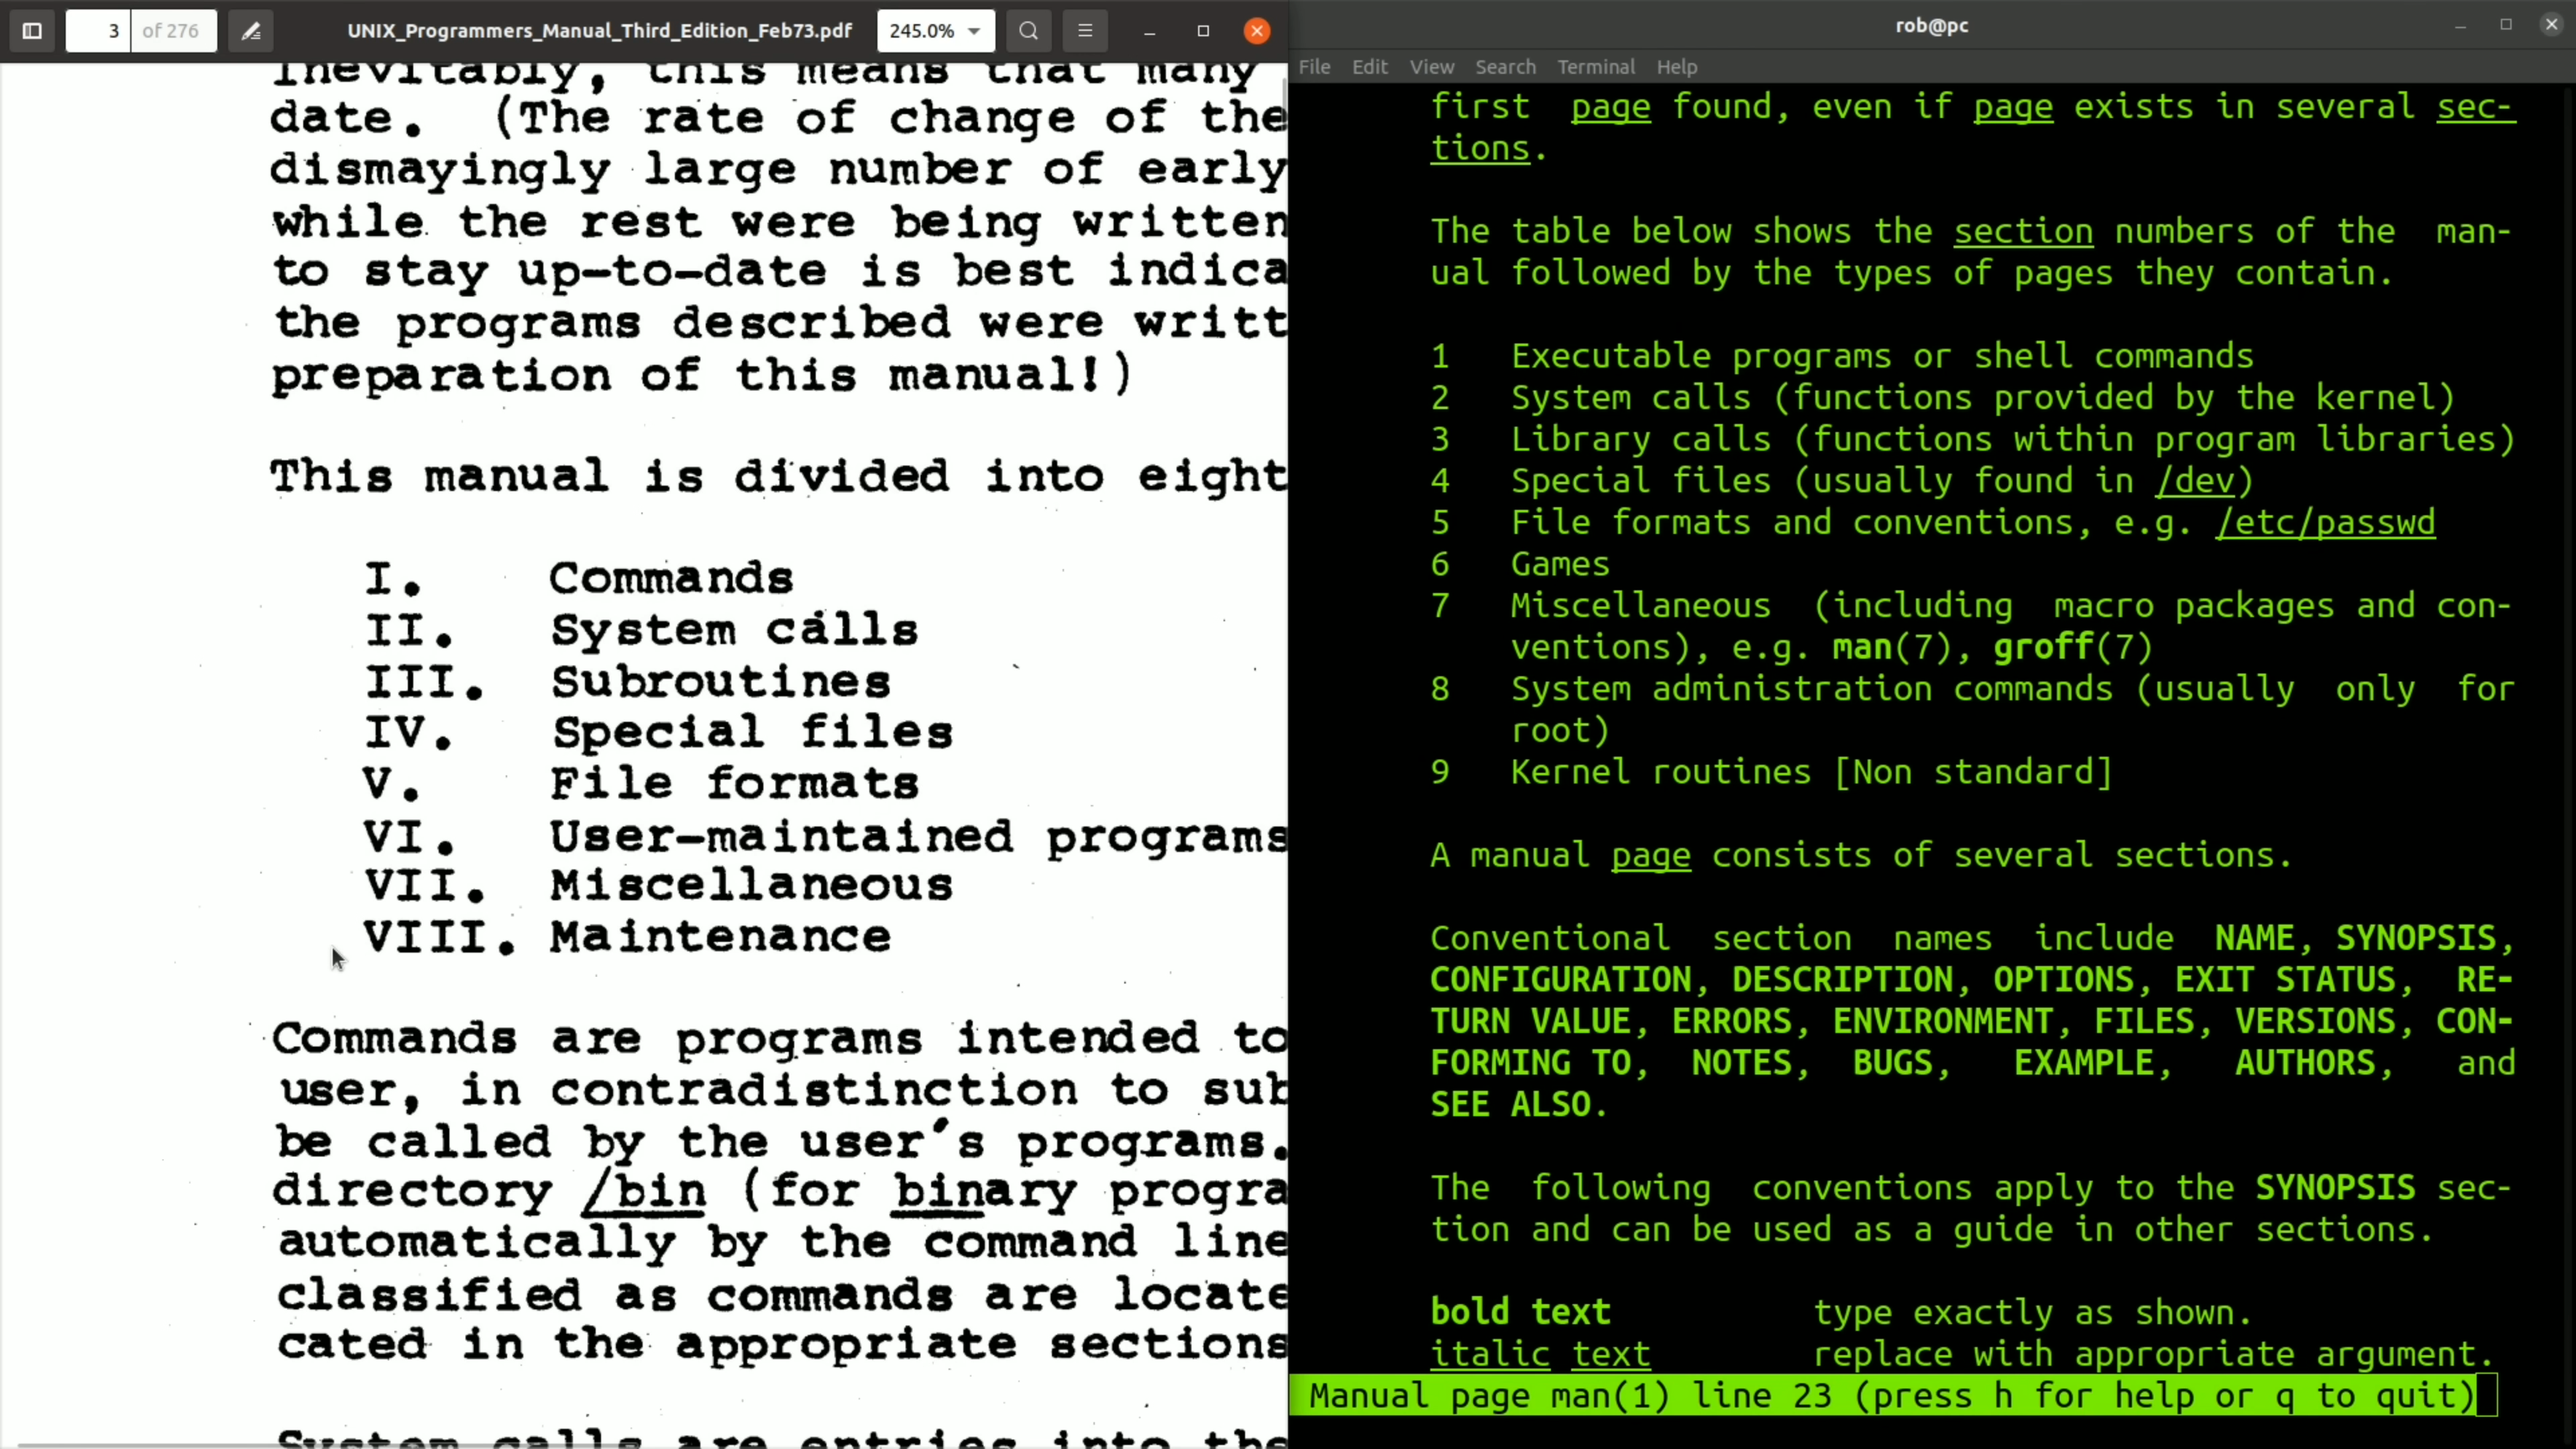 3 of 276 UNIX_Programmers_Manual_Third_Edition_Feb73.pdf 245.0%
Inevitably, this means that many
date. (The rate of change of the
dismayingly large number of early
while the rest were being written
to stay up-to-date is best indica
the programs described were writt
preparation of this manual!)
This manual is divided into eight
I. Commands
II. System calls
III. Subroutines
IV. Special files
V. File formats
VI. User-maintained programs
VII. Miscellaneous
VIII. Maintenance
Commands are programs intended to
user, in contradistinction to sub
be called by the user's programs.
directory /bin (for binary progra
automatically by the command line
classified as commands are locate
cated in the appropriate sections
System calls are entries into the
rob@pc
File Edit View Search Terminal Help
first page found, even if page exists in several sec-
tions.
The table below shows the section numbers of the man-
ual followed by the types of pages they contain.
1 Executable programs or shell commands
2 System calls (functions provided by the kernel)
3 Library calls (functions within program libraries)
4 Special files (usually found in /dev)
5 File formats and conventions, e.g. /etc/passwd
6 Games
7 Miscellaneous (including macro packages and con-
ventions), e.g. man(7), groff(7)
8 System administration commands (usually only for
root)
9 Kernel routines [Non standard]
A manual page consists of several sections.
Conventional section names include NAME, SYNOPSIS,
CONFIGURATION, DESCRIPTION, OPTIONS, EXIT STATUS, RE-
TURN VALUE, ERRORS, ENVIRONMENT, FILES, VERSIONS, CON-
FORMING TO, NOTES, BUGS, EXAMPLE, AUTHORS, and
SEE ALSO.
The following conventions apply to the SYNOPSIS sec-
tion and can be used as a guide in other sections.
bold text type exactly as shown.
italic text replace with appropriate argument.
Manual page man(1) line 23 (press h for help or q to quit)